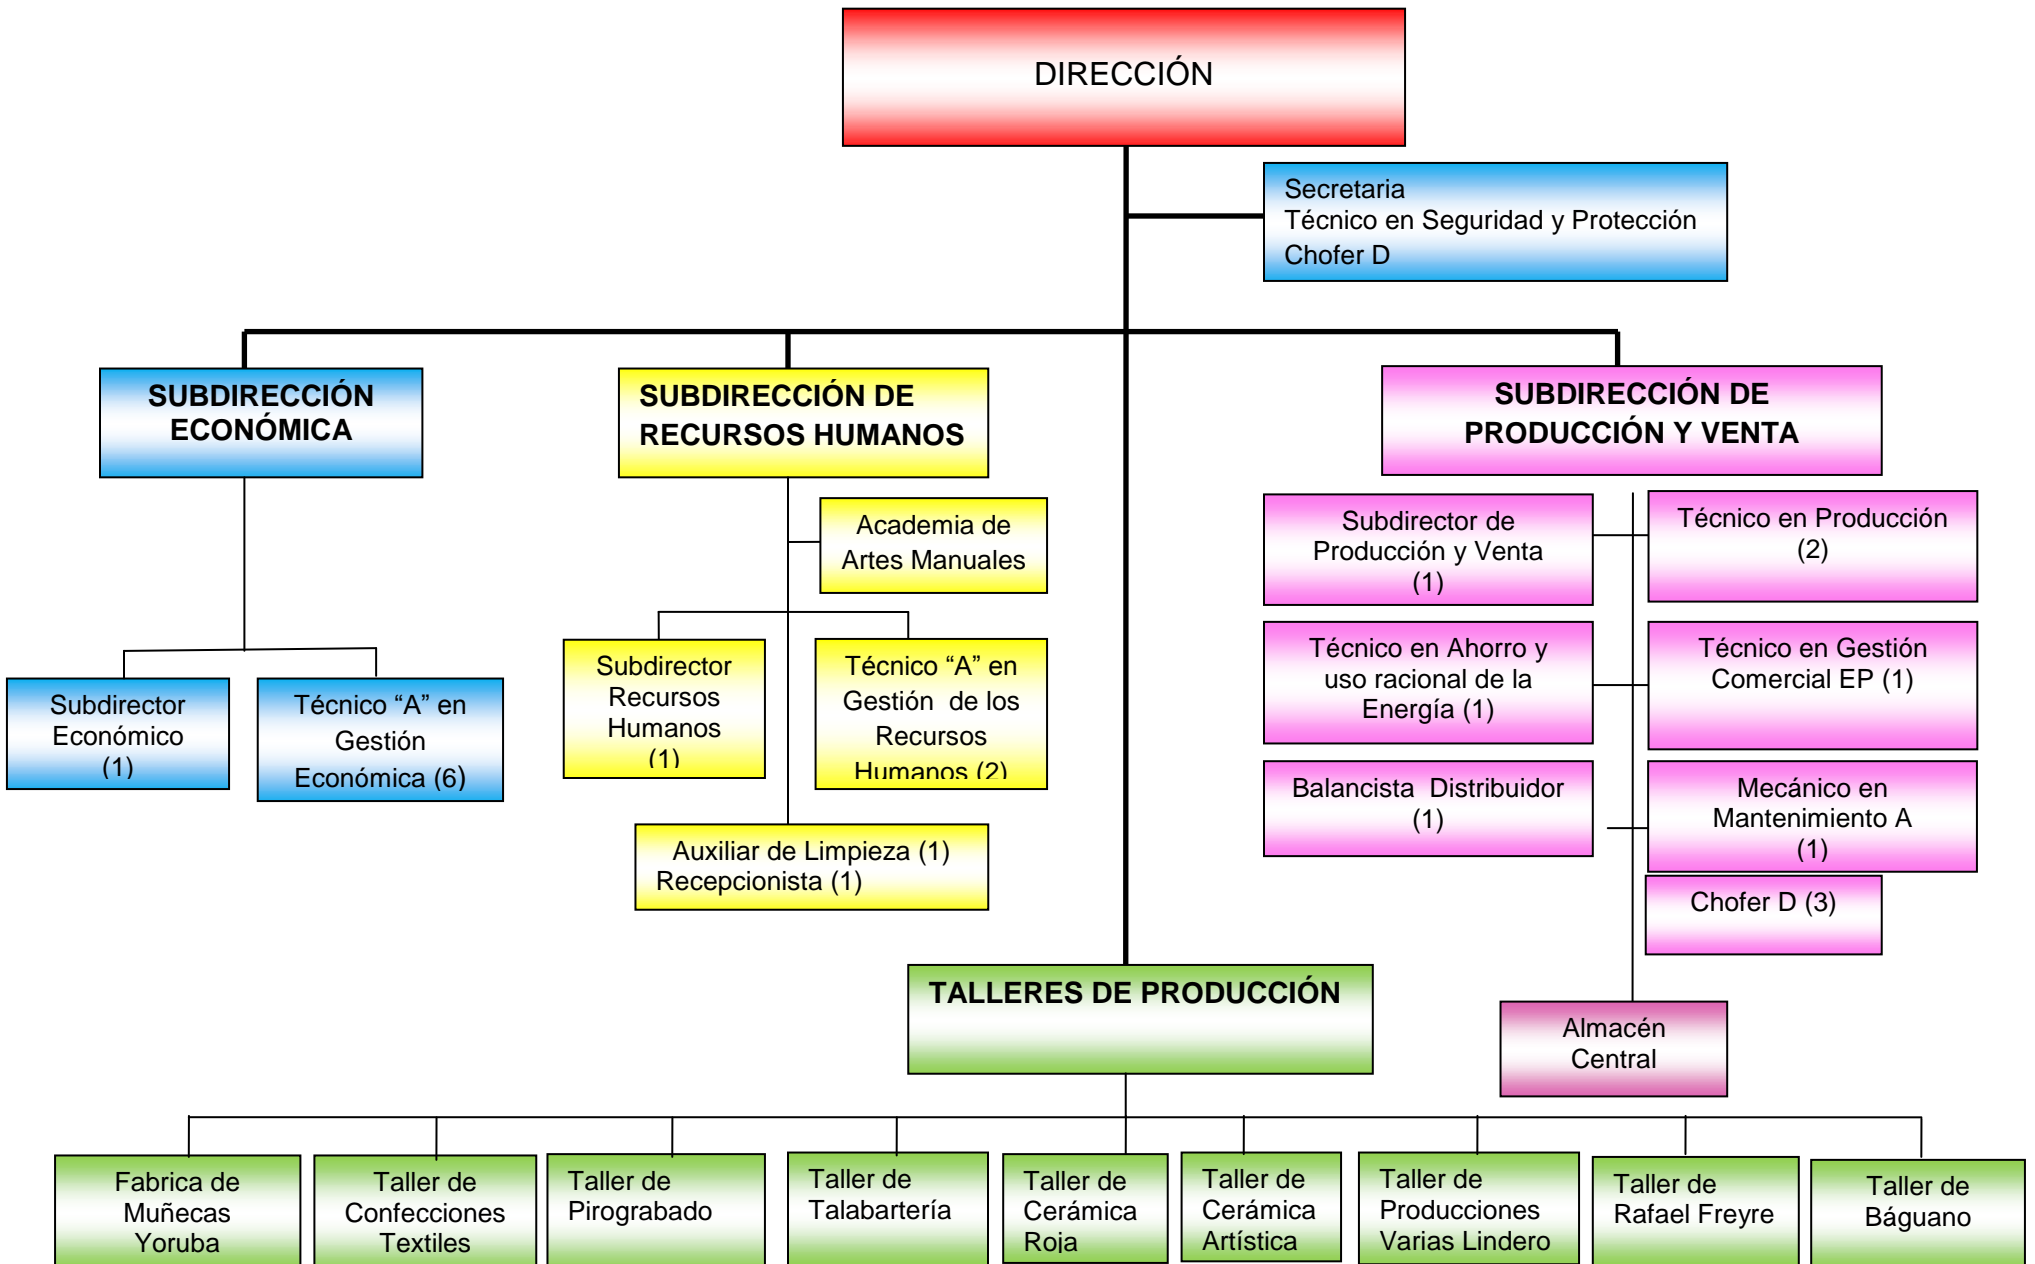 DIRECCIÓN
Secretaria
Técnico en Seguridad y Protección
Chofer D
SUBDIRECCIÓN
ECONÓMICA
SUBDIRECCIÓN DE
RECURSOS HUMANOS
SUBDIRECCIÓN DE
PRODUCCIÓN Y VENTA
Academia de
Artes Manuales
Subdirector
Económico
(1)
Técnico “A” en
Gestión
Económica (6)
Subdirector
Recursos
Humanos
(1)
Técnico “A” en
Gestión de los
Recursos
Humanos (2)
Auxiliar de Limpieza (1)
Recepcionista (1)
Subdirector de
Producción y Venta
(1)
Técnico en Producción
(2)
Técnico en Ahorro y
uso racional de la
Energía (1)
Técnico en Gestión
Comercial EP (1)
Balancista Distribuidor
(1)
Mecánico en
Mantenimiento A
(1)
Chofer D (3)
Almacén
Central
TALLERES DE PRODUCCIÓN
Fabrica de
Muñecas
Yoruba
Taller de
Confecciones
Textiles
Taller de
Pirograbado
Taller de
Talabartería
Taller de
Cerámica
Roja
Taller de
Cerámica
Artística
Taller de
Producciones
Varias Lindero
Taller de
Rafael Freyre
Taller de
Báguano